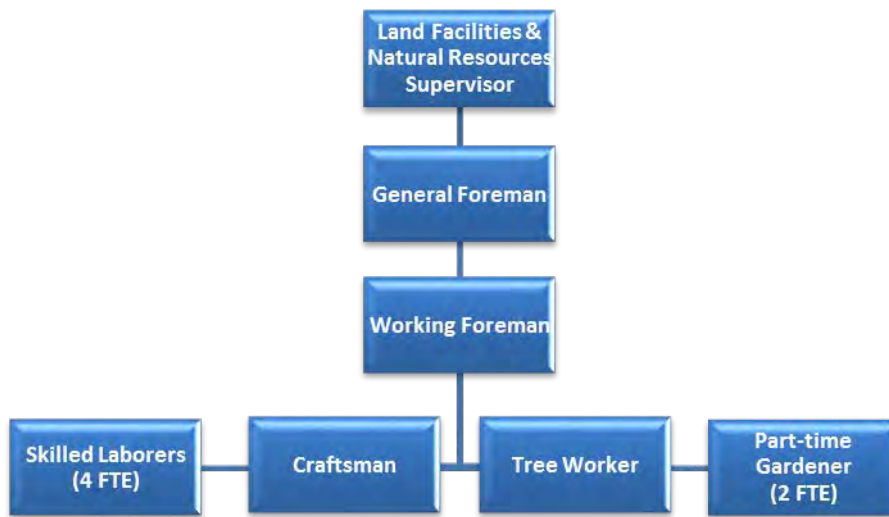 Land Facilities &
Natural Resources
Supervisor
General Foreman
Working Foreman
Skilled Laborers
(4 FTE)
Craftsman
Tree Worker
Part-time
Gardener
(2 FTE)